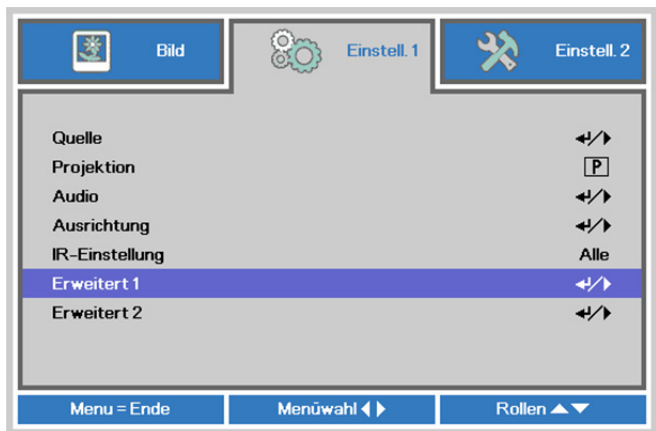 Bild Einstell. 1 Einstell. 2
Quelle ↵/▶
Projektion P
Audio ↵/▶
Ausrichtung ↵/▶
IR-Einstellung Alle
Erweitert 1 ↵/▶
Erweitert 2 ↵/▶
Menu = Ende Menüwahl ◀▶ Rollen ▲▼